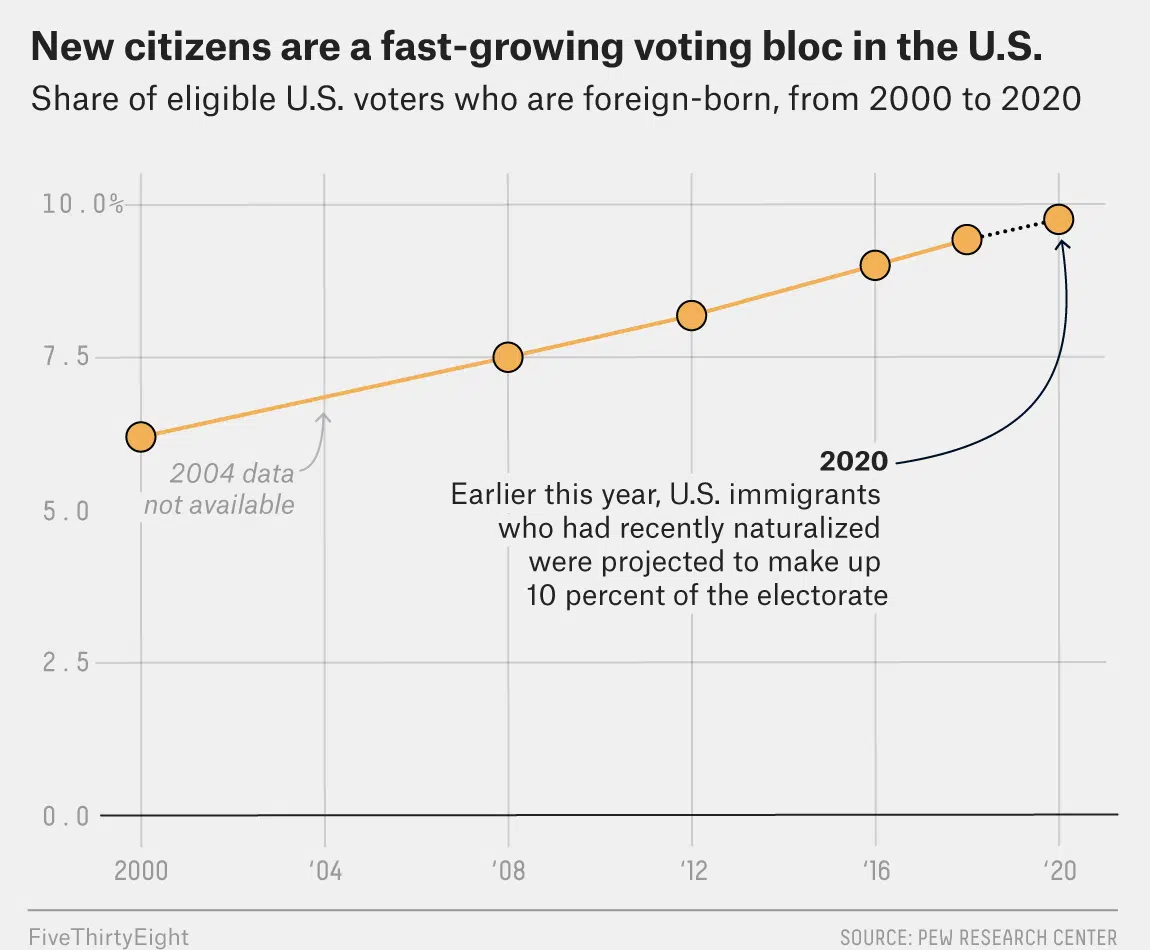 New citizens are a fast-growing voting bloc in the U.S.
Share of eligible U.S. voters who are foreign-born, from 2000 to 2020
10.0%
7.5
2004 data
not available
2020
Earlier this year, U.S. immigrants
who had recently naturalized
were projected to make up
10 percent of the electorate
5.0
2.5
0.0
2000 '04 '08 '12 '16 '20
FiveThirtyEight SOURCE: PEW RESEARCH CENTER